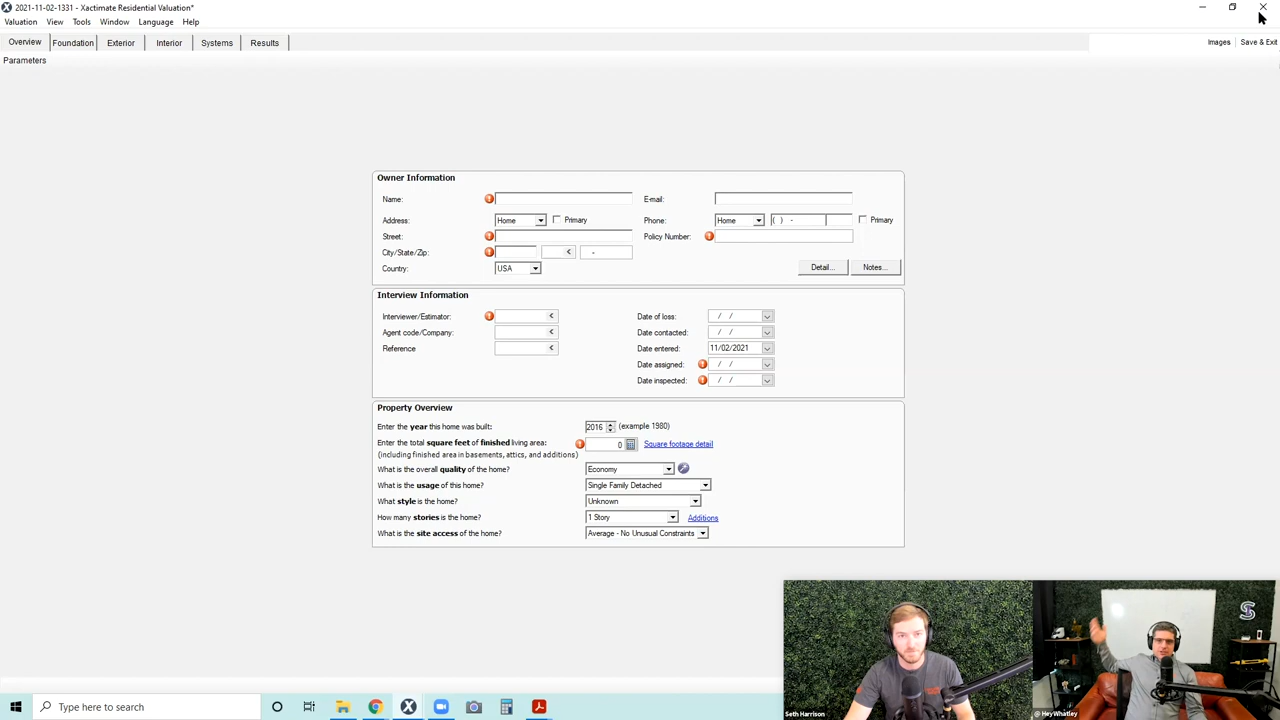 2021-11-02-1331 - Xactimate Residential Valuation*
Valuation View Tools Window Language Help
Overview Foundation Exterior Interior Systems Results Images Save & Exit
Parameters
Owner Information
Name: E-mail:
Address: Home Primary Phone: Home ( ) - Primary
Street: Policy Number:
City/State/Zip: -
Country: USA Detail... Notes...
Interview Information
Interviewer/Estimator: Date of loss: / /
Agent code/Company: Date contacted: / /
Reference Date entered: 11/02/2021
Date assigned: / /
Date inspected: / /
Property Overview
Enter the year this home was built: 2016 (example 1980)
Enter the total square feet of finished living area: 0 Square footage detail
(including finished area in basements, attics, and additions)
What is the overall quality of the home? Economy
What is the usage of this home? Single Family Detached
What style is the home? Unknown
How many stories is the home? 1 Story Additions
What is the site access of the home? Average - No Unusual Constraints
S
Type here to search
Seth Harrison @HeyWhatley